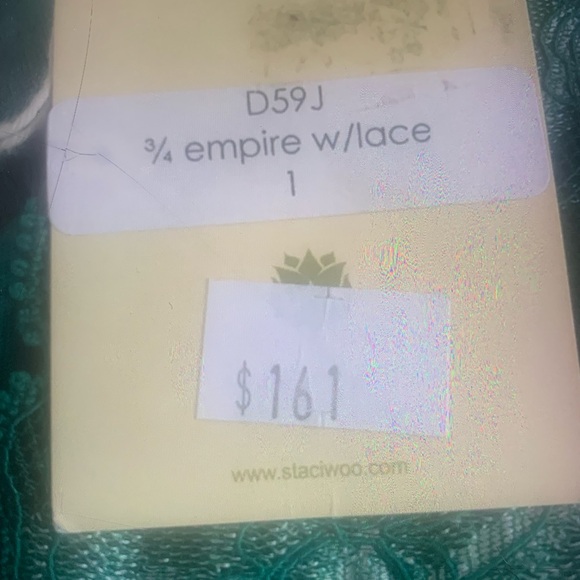 D59J
¾ empire w/lace
1
$161
www.staciwoo.com